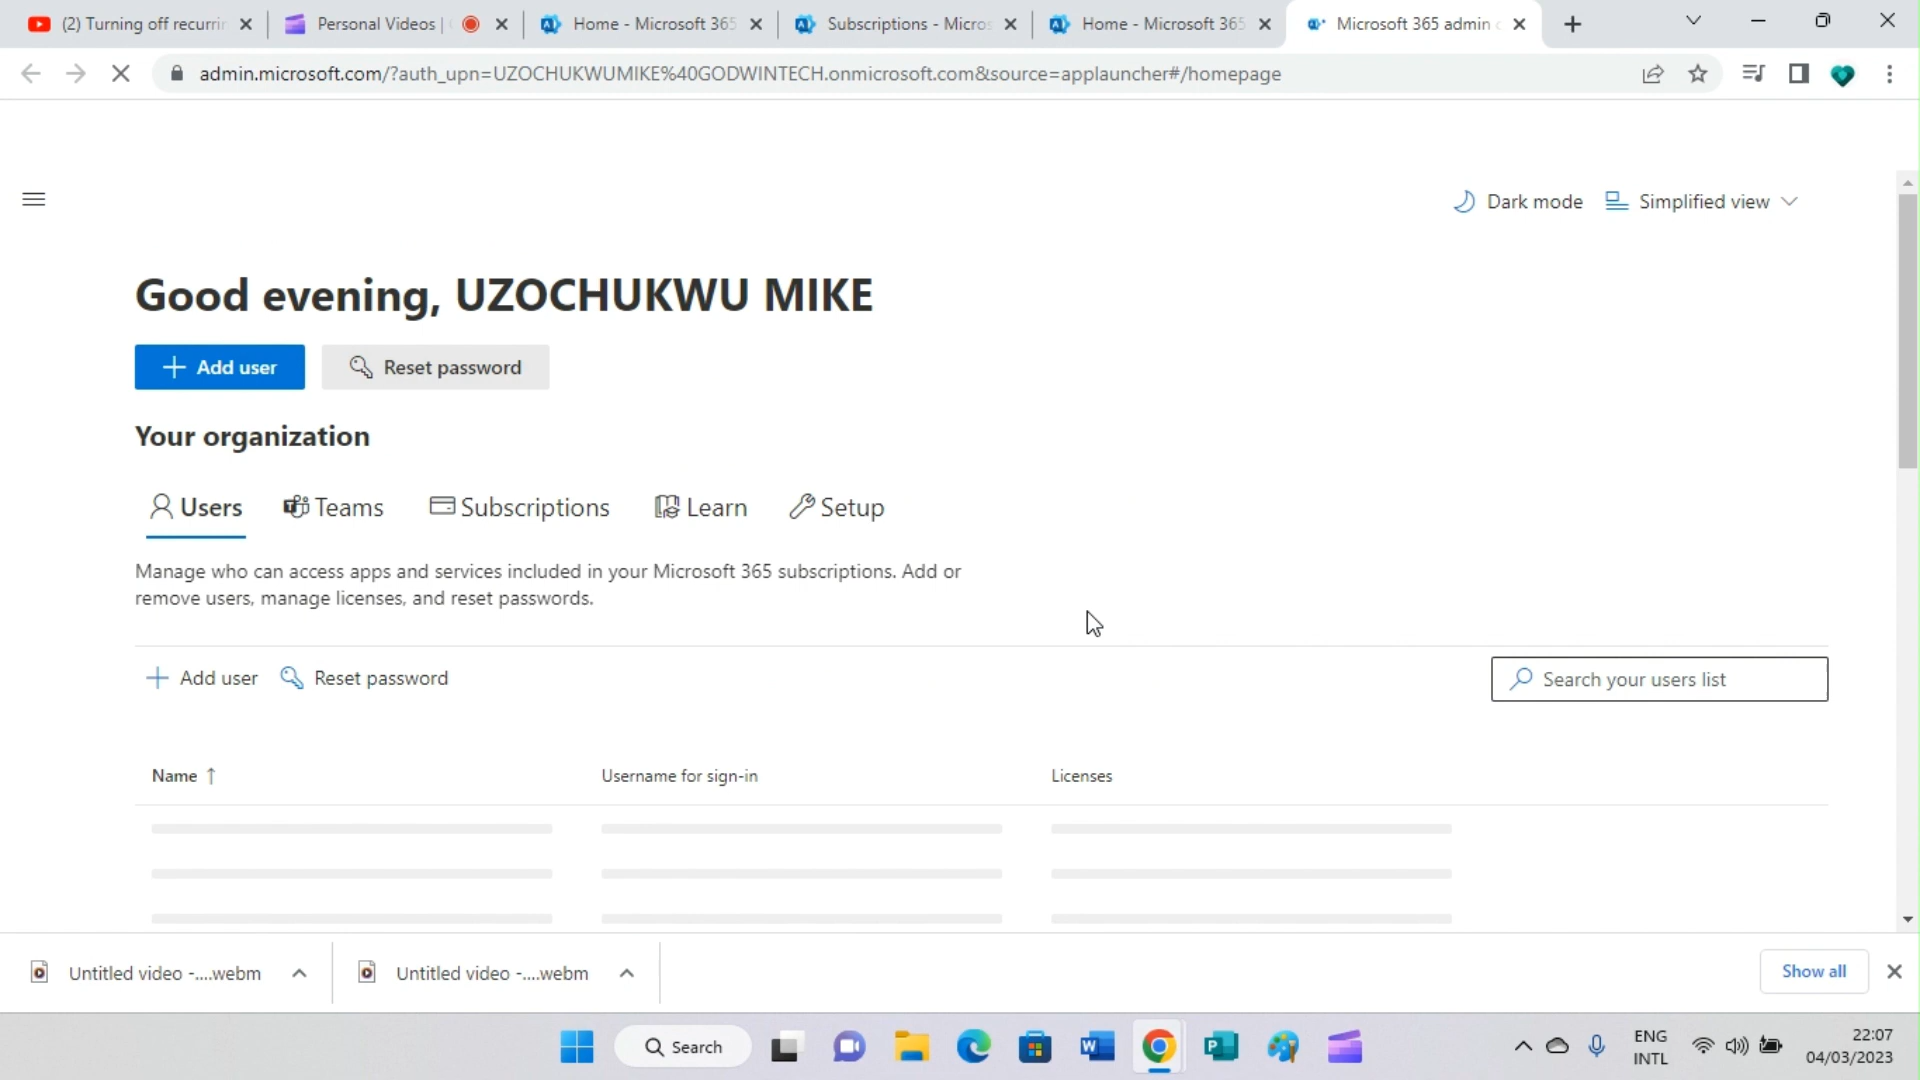 (2) Turning off recurri
Personal Videos |
Home - Microsoft 365
Subscriptions - Micros
Home - Microsoft 365
Microsoft 365 admin c
admin.microsoft.com/?auth_upn=UZOCHUKWUMIKE%40GODWINTECH.onmicrosoft.com&source=applauncher#/homepage
Dark mode
Simplified view
Good evening, UZOCHUKWU MIKE
Add user
Reset password
Your organization
Users
Teams
Subscriptions
Learn
Setup
Manage who can access apps and services included in your Microsoft 365 subscriptions. Add or
remove users, manage licenses, and reset passwords.
Add user
Reset password
Search your users list
Name ↑
Username for sign-in
Licenses
Untitled video -....webm
Untitled video -....webm
Show all
Search
ENG
INTL
22:07
04/03/2023